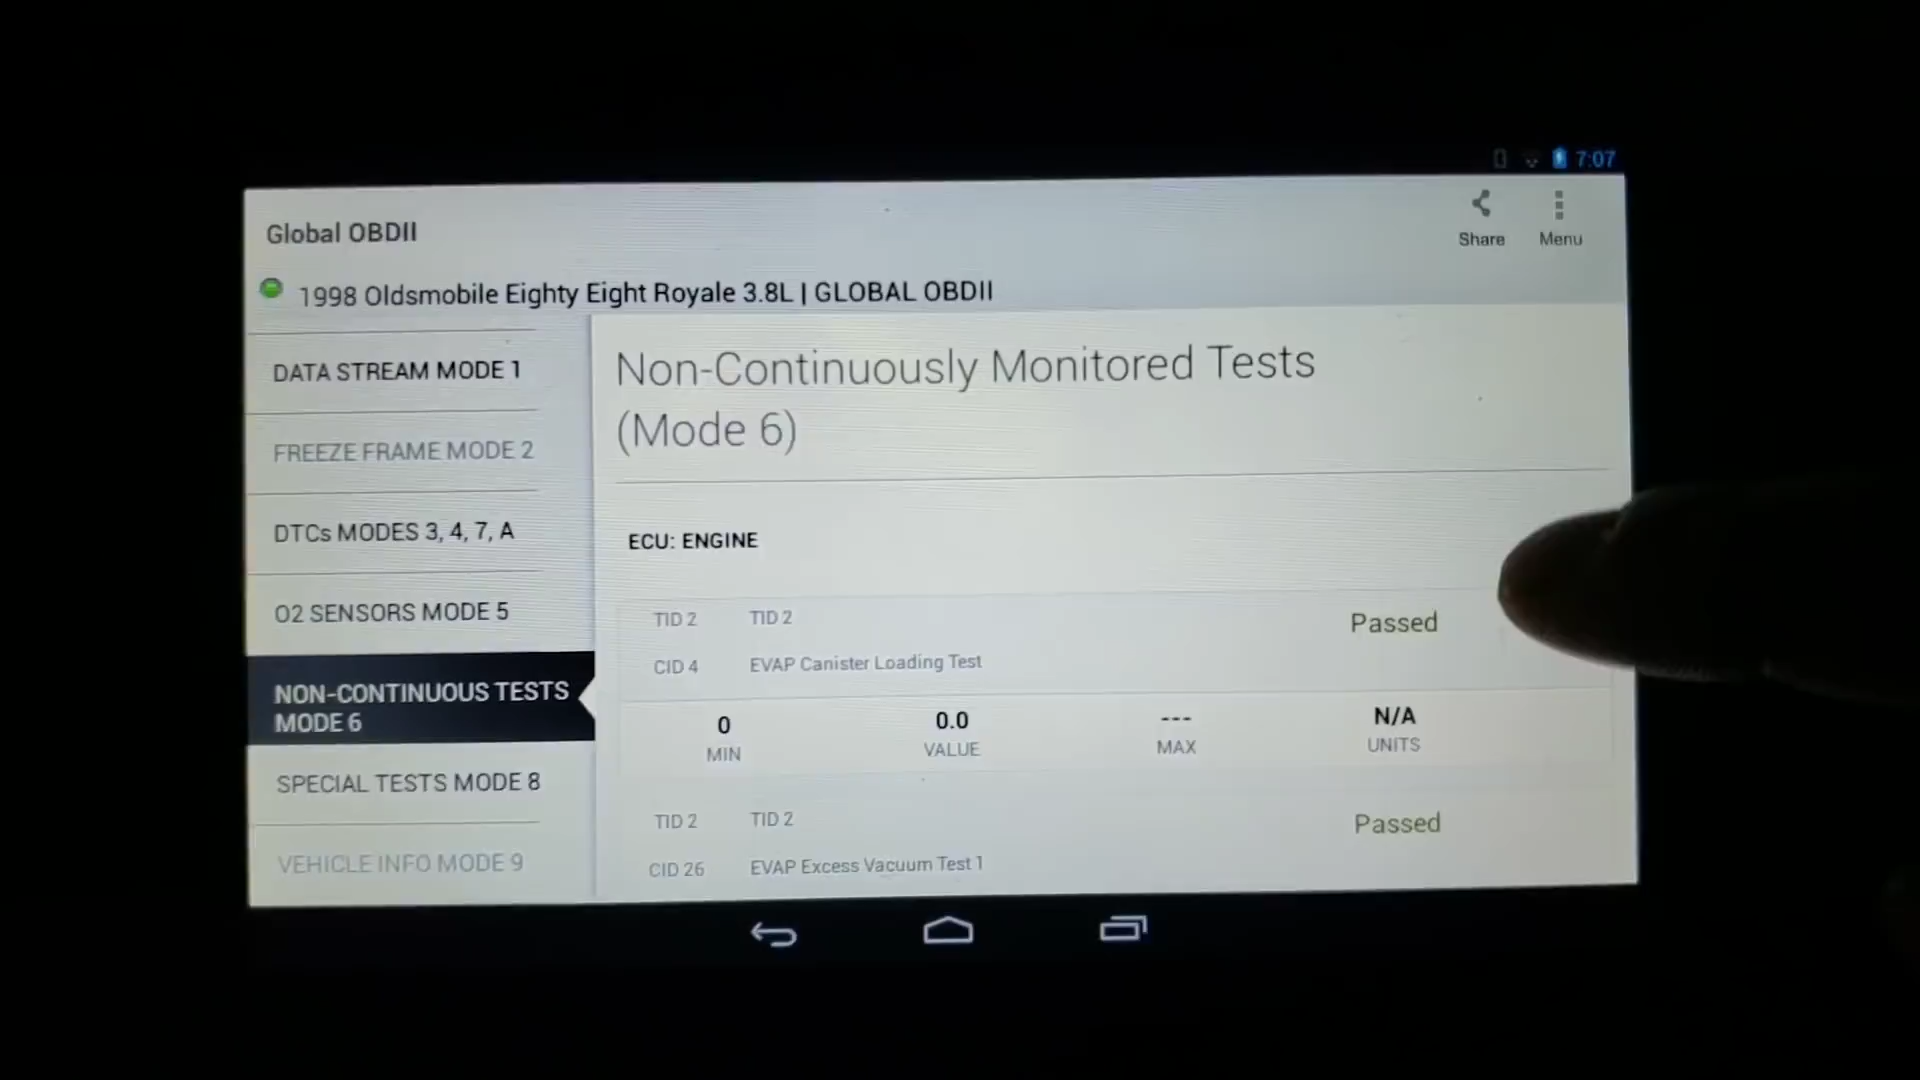 7:07
Global OBDII
Share
Menu
1998 Oldsmobile Eighty Eight Royale 3.8L | GLOBAL OBDII
DATA STREAM MODE 1
FREEZE FRAME MODE 2
DTCs MODES 3, 4, 7, A
O2 SENSORS MODE 5
NON-CONTINUOUS TESTS
MODE 6
SPECIAL TESTS MODE 8
VEHICLE INFO MODE 9
Non-Continuously Monitored Tests
(Mode 6)
ECU: ENGINE
TID 2 TID 2 Passed
CID 4 EVAP Canister Loading Test
0 0.0 --- N/A
MIN VALUE MAX UNITS
TID 2 TID 2 Passed
CID 26 EVAP Excess Vacuum Test 1